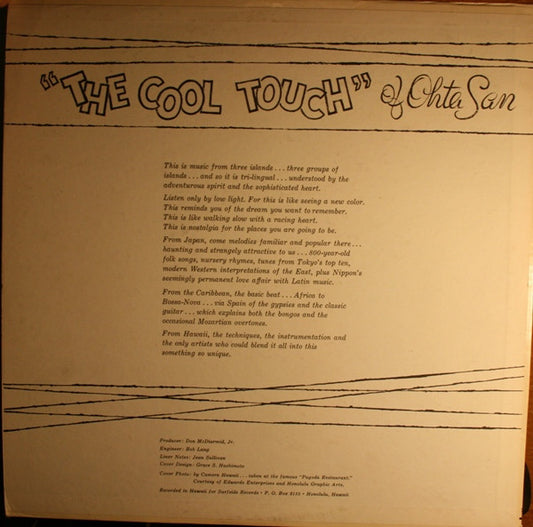 "THE COOL TOUCH" of Ohta San
This is music from three islands . . . three groups of
islands . . . and so it is tri-lingual . . . understood by the
adventurous spirit and the sophisticated heart.
Listen only by low light. For this is like seeing a new color.
This reminds you of the dream you want to remember.
This is like walking slow with a racing heart.
This is nostalgia for the places you are going to be.
From Japan, come melodies familiar and popular there . . .
haunting and strangely attractive to us . . . 800-year-old
folk songs, nursery rhymes, tunes from Tokyo's top ten,
modern Western interpretations of the East, plus Nippon's
seemingly permanent love affair with Latin music.
From the Caribbean, the basic beat . . . Africa to
Bossa-Nova . . . via Spain of the gypsies and the classic
guitar . . . which explains both the bongos and the
occasional Mozartian overtones.
From Hawaii, the techniques, the instrumentation and
the only artists who could blend it all into this
something so unique.
Producer: Don McDiarmid, Jr.
Engineer: Bob Lang
Liner Notes: Jean Sullivan
Cover Design: Grace S. Hashimoto
Cover Photo: by Camera Hawaii . . . taken at the famous "Pagoda Restaurant."
Courtesy of Edwards Enterprises and Honolulu Graphic Arts.
Recorded in Hawaii for Surfside Records • P. O. Box 8135 • Honolulu, Hawaii